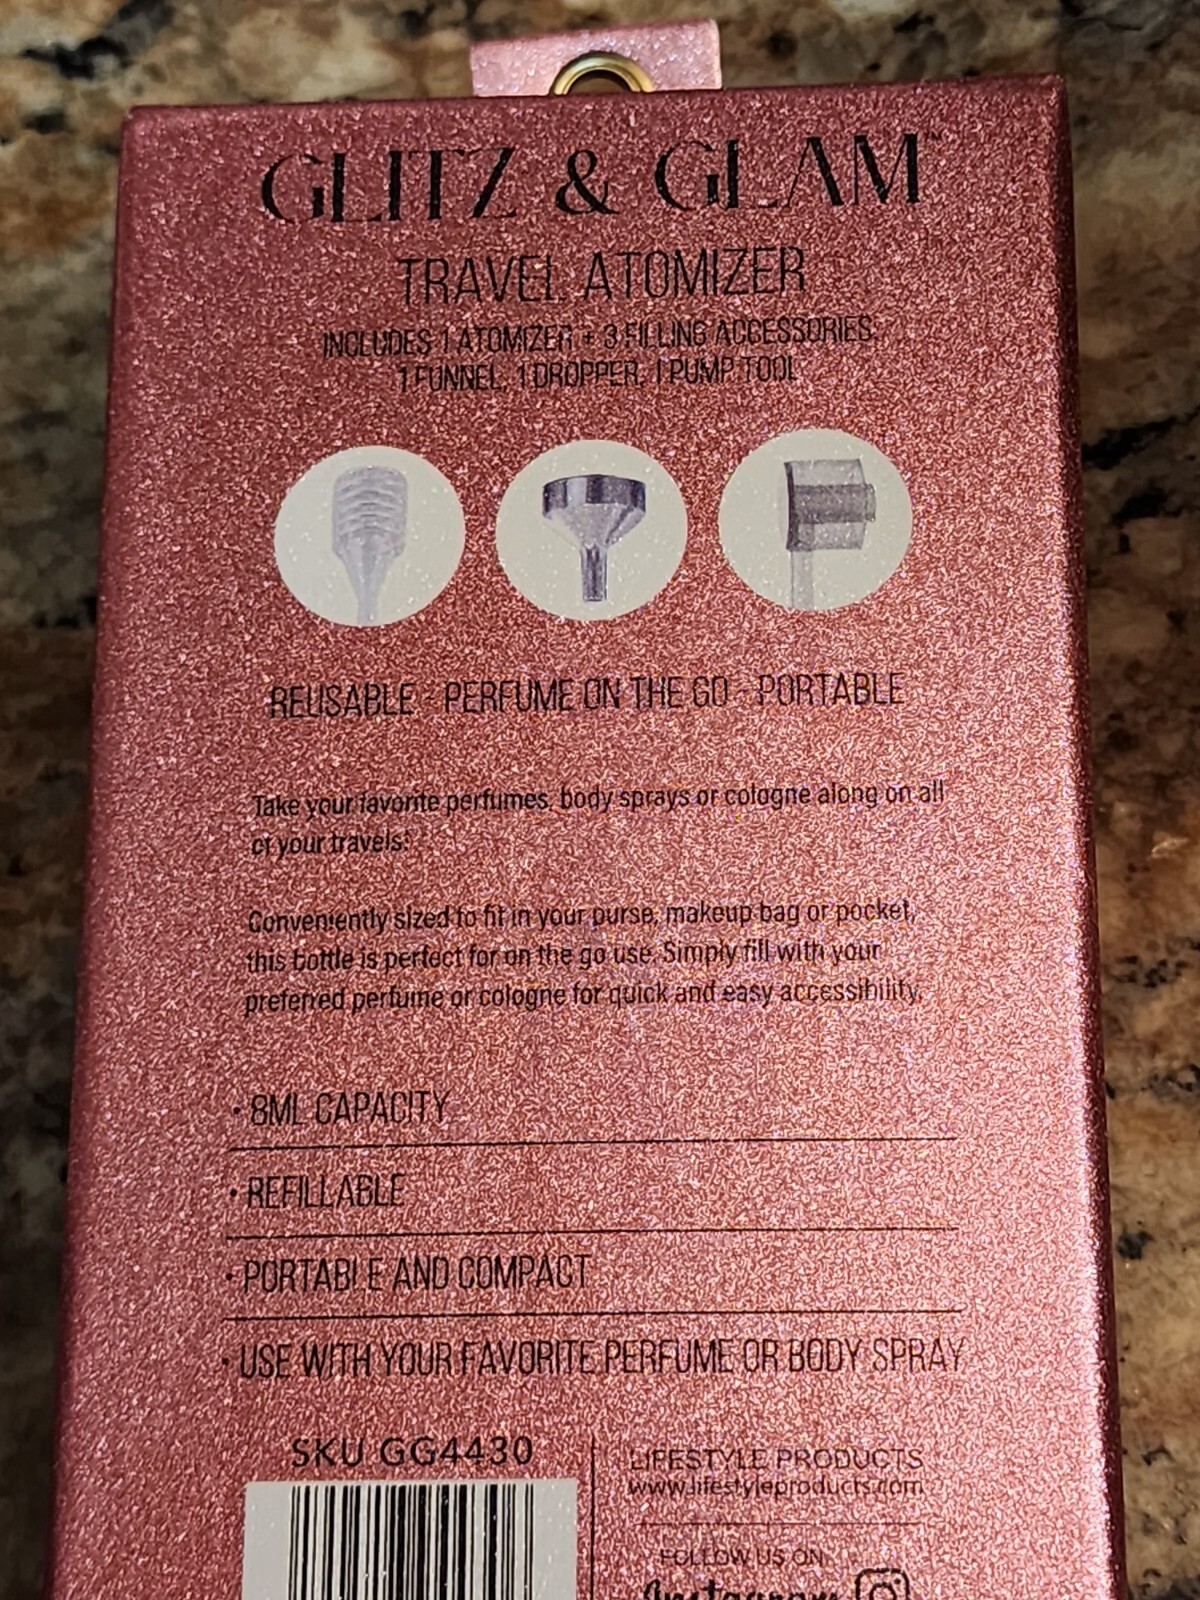 GLITZ & GLAM™
TRAVEL ATOMIZER
INCLUDES 1 ATOMIZER + 3 FILLING ACCESSORIES
1 FUNNEL, 1 DROPPER, 1 PUMP TOOL
REUSABLE - PERFUME ON THE GO - PORTABLE
Take your favorite perfumes, body sprays or cologne along on all
of your travels!
Conveniently sized to fit in your purse, makeup bag or pocket,
this bottle is perfect for on the go use. Simply fill with your
preferred perfume or cologne for quick and easy accessibility.
· 8ML CAPACITY
· REFILLABLE
· PORTABLE AND COMPACT
· USE WITH YOUR FAVORITE PERFUME OR BODY SPRAY
SKU GG4430
LIFESTYLE PRODUCTS
www.lifestyleproducts.com
FOLLOW US ON
Instagram